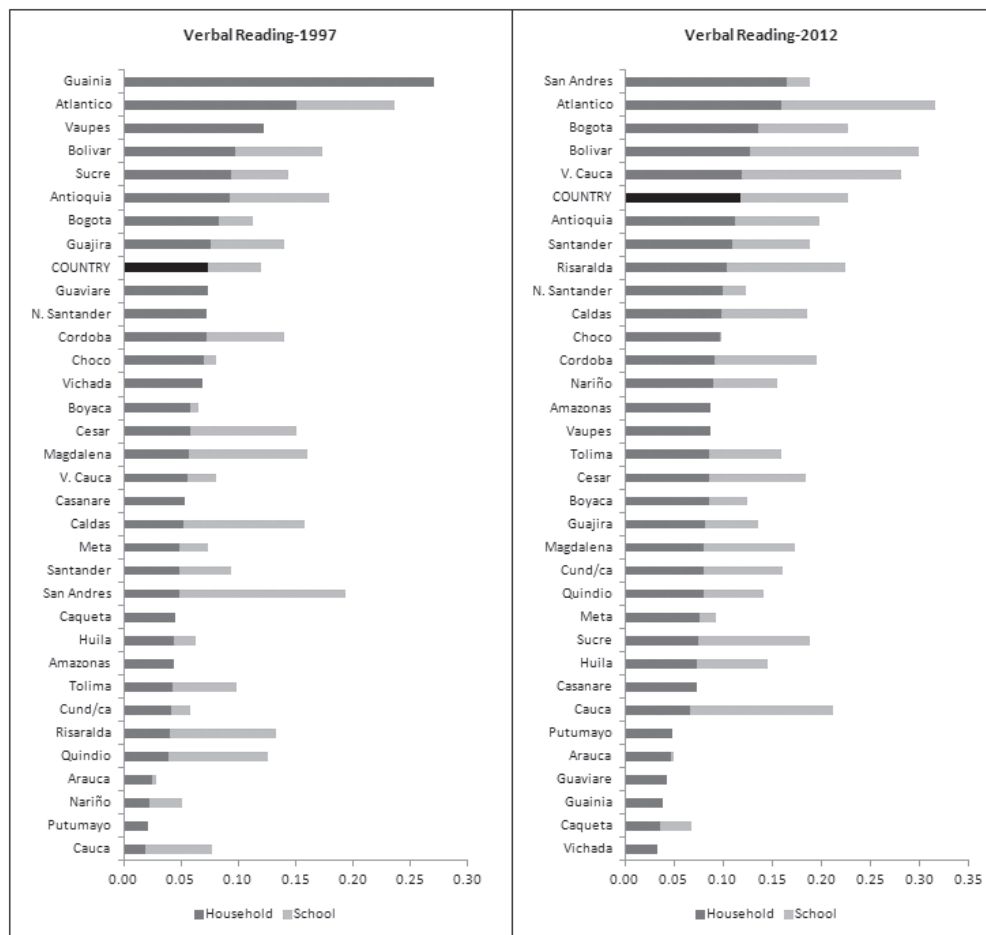 Verbal Reading-1997
Guainia
Atlantico
Vaupes
Bolivar
Sucre
Antioquia
Bogota
Guajira
COUNTRY
Guaviare
N. Santander
Cordoba
Choco
Vichada
Boyaca
Cesar
Magdalena
V. Cauca
Casanare
Caldas
Meta
Santander
San Andres
Caqueta
Huila
Amazonas
Tolima
Cund/ca
Risaralda
Quindio
Arauca
Nariño
Putumayo
Cauca
0.00 0.05 0.10 0.15 0.20 0.25 0.30
Household School
Verbal Reading-2012
San Andres
Atlantico
Bogota
Bolivar
V. Cauca
COUNTRY
Antioquia
Santander
Risaralda
N. Santander
Caldas
Choco
Cordoba
Nariño
Amazonas
Vaupes
Tolima
Cesar
Boyaca
Guajira
Magdalena
Cund/ca
Quindio
Meta
Sucre
Huila
Casanare
Cauca
Putumayo
Arauca
Guaviare
Guainia
Caqueta
Vichada
0.00 0.05 0.10 0.15 0.20 0.25 0.30 0.35
Household School